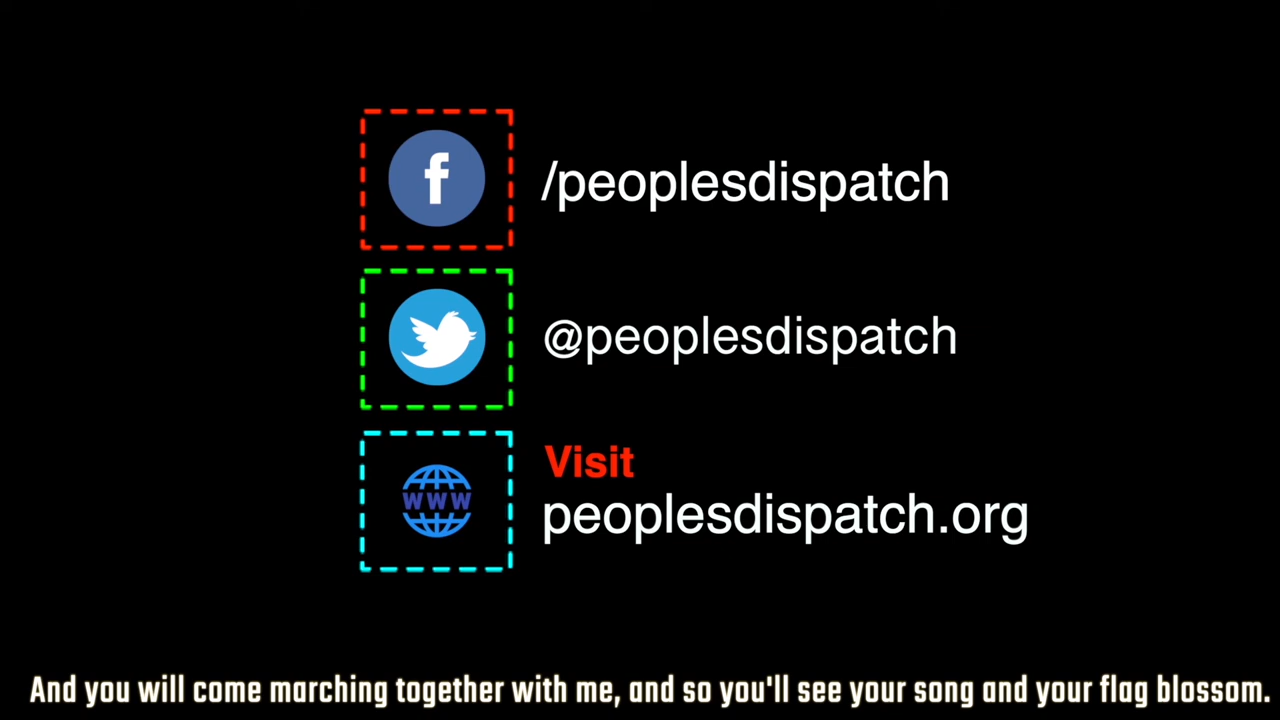 f
/peoplesdispatch
@peoplesdispatch
Visit
WWW
peoplesdispatch.org
And you will come marching together with me, and so you'll see your song and your flag blossom.